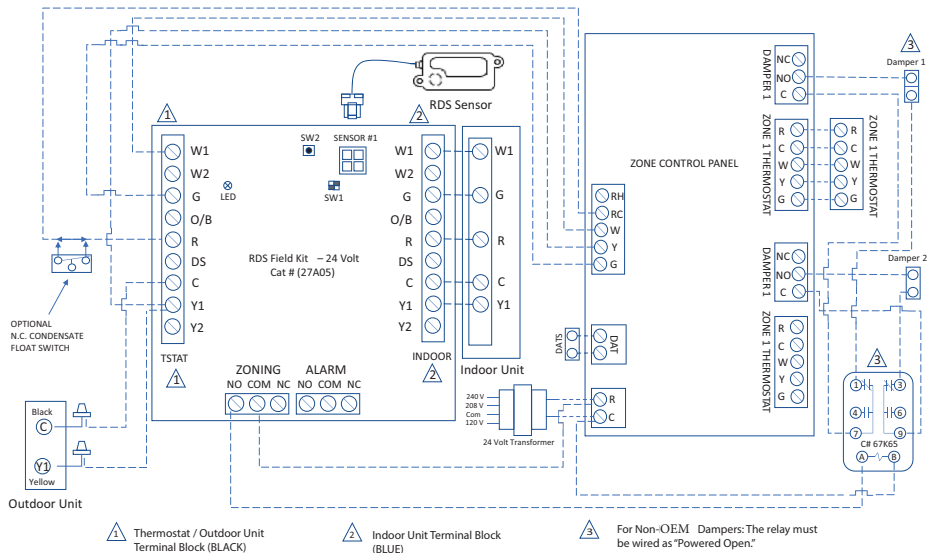 3
Damper 1
RDS Sensor
1
2
W1
W2
G
O/B
R
DS
C
Y1
Y2
TSTAT
1
SW2
SENSOR #1
LED
SW1
RDS Field Kit – 24 Volt
Cat # (27A05)
W1
W2
G
O/B
R
DS
C
Y1
Y2
INDOOR
2
W1
G
R
C
Y1
Indoor Unit
ZONING
NO COM NC
ALARM
NO COM NC
OPTIONAL
N.C. CONDENSATE
FLOAT SWITCH
Black
C
Y1
Yellow
Outdoor Unit
240 V
208 V
Com
120 V
24 Volt Transformer
ZONE CONTROL PANEL
RH
RC
W
Y
G
DATS
DAT
R
C
DAMPER 1
NC
NO
C
ZONE 1 THERMOSTAT
R
C
W
Y
G
R
C
W
Y
G
ZONE 1 THERMOSTAT
DAMPER 1
NC
NO
C
Damper 2
ZONE 1 THERMOSTAT
R
C
W
Y
G
3
1
3
4
6
7
9
C# 67K65
A
B
1
Thermostat / Outdoor Unit
Terminal Block (BLACK)
2
Indoor Unit Terminal Block
(BLUE)
3
For Non-OEM Dampers: The relay must
be wired as "Powered Open."